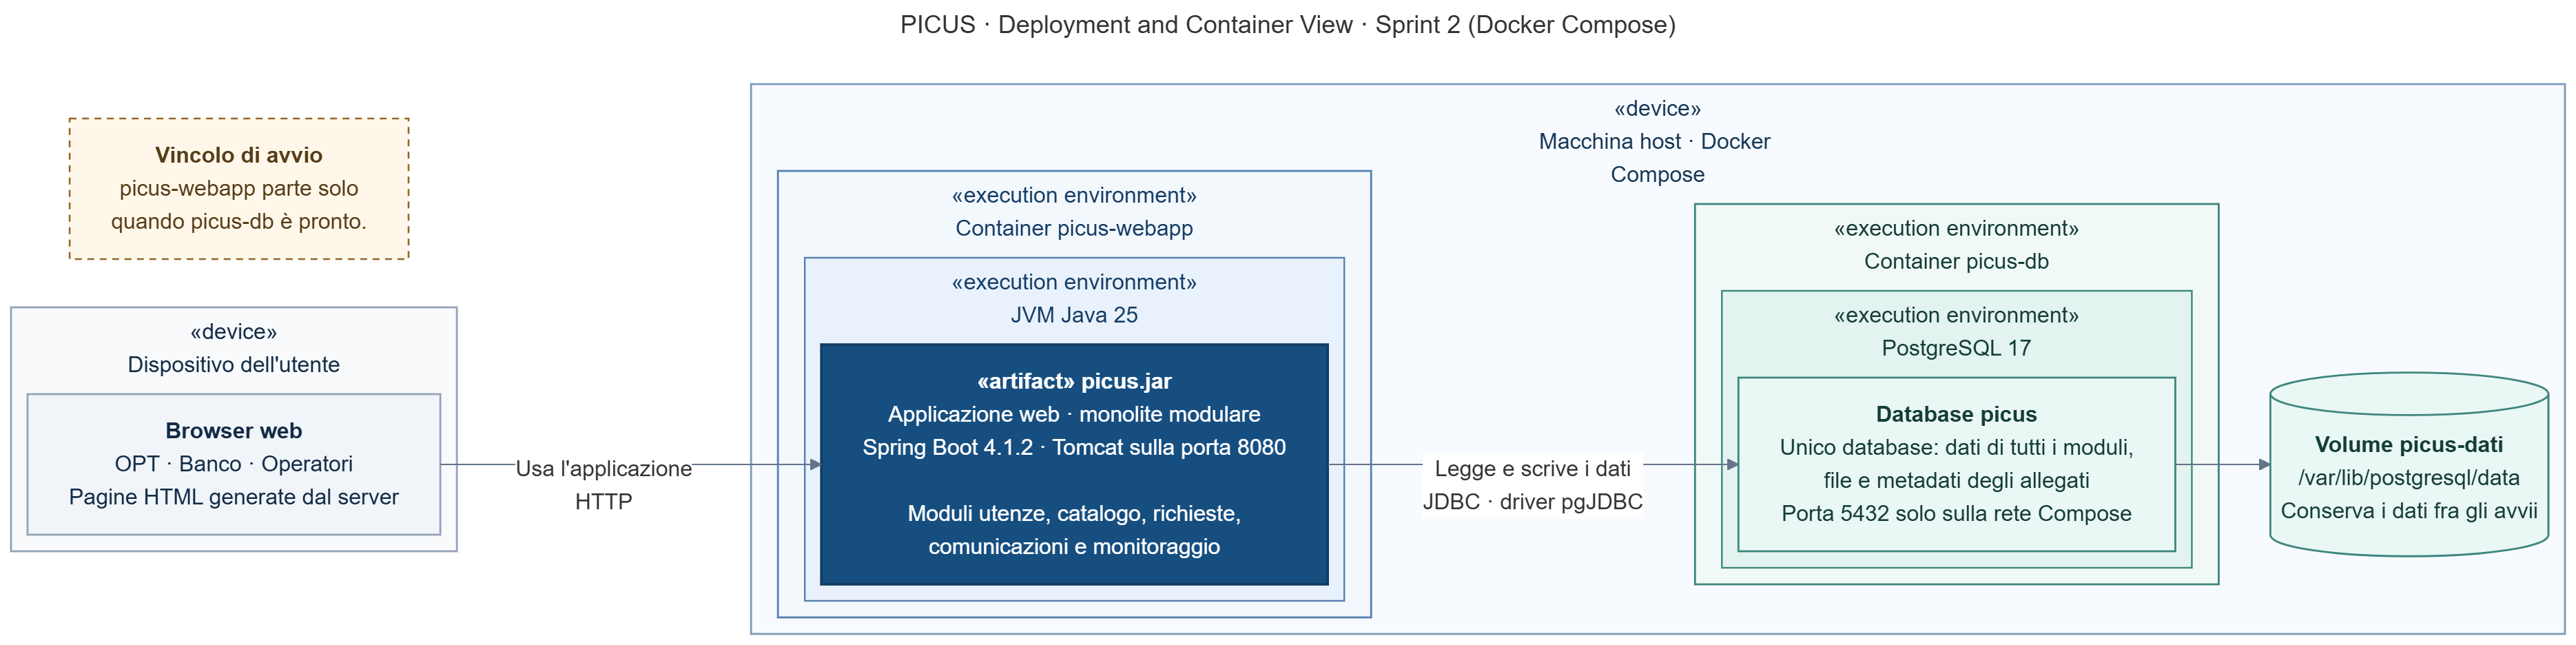 PICUS · Deployment and Container View · Sprint 2 (Docker Compose)
Vincolo di avvio
picus-webapp parte solo
quando picus-db è pronto.
«device»
Dispositivo dell'utente
Browser web
OPT · Banco · Operatori
Pagine HTML generate dal server
Usa l'applicazione
HTTP
«device»
Macchina host · Docker
Compose
«execution environment»
Container picus-webapp
«execution environment»
JVM Java 25
«artifact» picus.jar
Applicazione web · monolite modulare
Spring Boot 4.1.2 · Tomcat sulla porta 8080
Moduli utenze, catalogo, richieste,
comunicazioni e monitoraggio
Legge e scrive i dati
JDBC · driver pgJDBC
«execution environment»
Container picus-db
«execution environment»
PostgreSQL 17
Database picus
Unico database: dati di tutti i moduli,
file e metadati degli allegati
Porta 5432 solo sulla rete Compose
Volume picus-dati
/var/lib/postgresql/data
Conserva i dati fra gli avvii